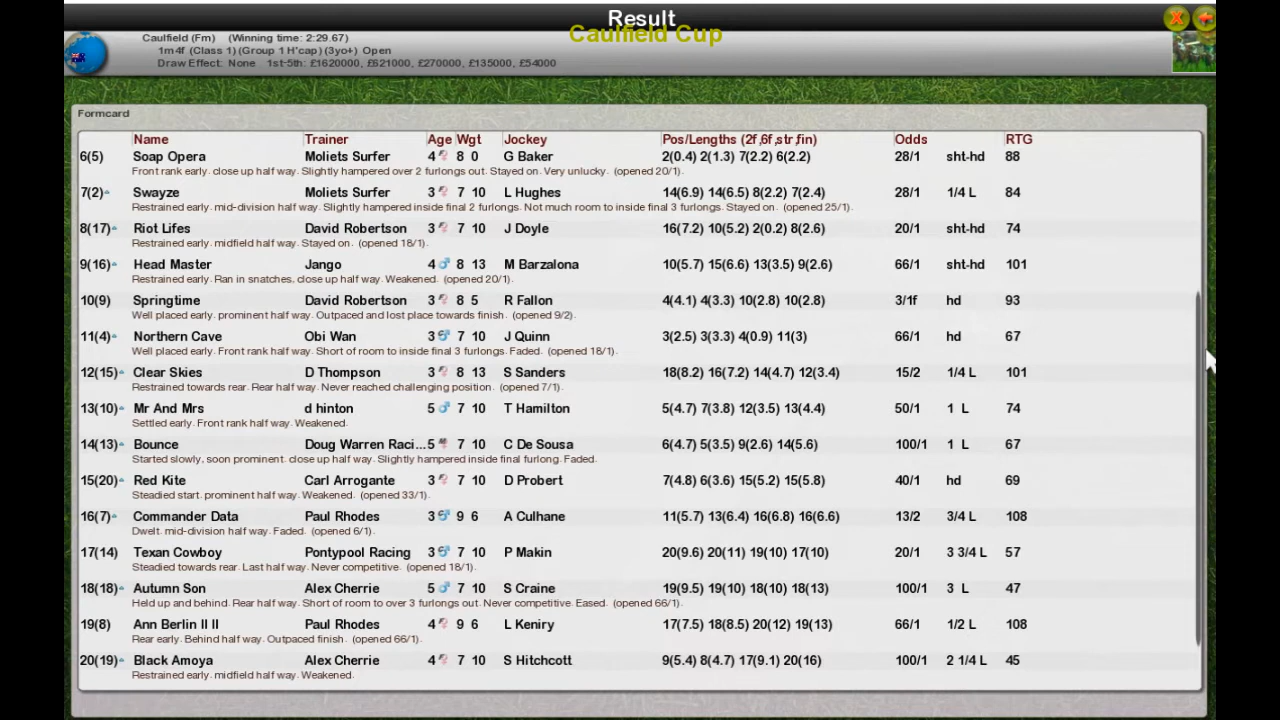 Result
Caulfield Cup
Caulfield (Fm) (Winning time: 2:29.67)
1m4f (Class 1) (Group 1 H'cap) (3yo+) Open
Draw Effect: None 1st-5th: £1620000, £621000, £270000, £135000, £54000
Formcard
Name Trainer Age Wgt Jockey Pos/Lengths (2f,6f,str,fin) Odds RTG
6(5) Soap Opera Moliets Surfer 4 8 0 G Baker 2(0.4) 2(1.3) 7(2.2) 6(2.2) 28/1 sht-hd 88
Front rank early. close up half way. Slightly hampered over 2 furlongs out. Stayed on. Very unlucky. (opened 20/1).
7(2) Swayze Moliets Surfer 3 7 10 L Hughes 14(6.9) 14(6.5) 8(2.2) 7(2.4) 28/1 1/4 L 84
Restrained early. mid-division half way. Slightly hampered inside final 2 furlongs. Not much room to inside final 3 furlongs. Stayed on. (opened 25/1).
8(17) Riot Lifes David Robertson 3 7 10 J Doyle 16(7.2) 10(5.2) 2(0.2) 8(2.6) 20/1 sht-hd 74
Restrained early. midfield half way. Stayed on. (opened 18/1).
9(16) Head Master Jango 4 8 13 M Barzalona 10(5.7) 15(6.6) 13(3.5) 9(2.6) 66/1 sht-hd 101
Restrained early. Ran in snatches, close up half way. Weakened. (opened 20/1).
10(9) Springtime David Robertson 3 8 5 R Fallon 4(4.1) 4(3.3) 10(2.8) 10(2.8) 3/1f hd 93
Well placed early. prominent half way. Outpaced and lost place towards finish. (opened 9/2).
11(4) Northern Cave Obi Wan 3 7 10 J Quinn 3(2.5) 3(3.3) 4(0.9) 11(3) 66/1 hd 67
Well placed early. Front rank half way. Short of room to inside final 3 furlongs. Faded. (opened 18/1).
12(15) Clear Skies D Thompson 3 8 13 S Sanders 18(8.2) 16(7.2) 14(4.7) 12(3.4) 15/2 1/4 L 101
Restrained towards rear. Rear half way. Never reached challenging position. (opened 7/1).
13(10) Mr And Mrs d hinton 5 7 10 T Hamilton 5(4.7) 7(3.8) 12(3.5) 13(4.4) 50/1 1 L 74
Settled early. Front rank half way. Weakened.
14(13) Bounce Doug Warren Raci... 5 7 10 C De Sousa 6(4.7) 5(3.5) 9(2.6) 14(5.6) 100/1 1 L 67
Started slowly, soon prominent. close up half way. Slightly hampered inside final furlong. Faded.
15(20) Red Kite Carl Arrogante 3 7 10 D Probert 7(4.8) 6(3.6) 15(5.2) 15(5.8) 40/1 hd 69
Steadied start. prominent half way. Weakened. (opened 33/1).
16(7) Commander Data Paul Rhodes 3 9 6 A Culhane 11(5.7) 13(6.4) 16(6.8) 16(6.6) 13/2 3/4 L 108
Dwelt. mid-division half way. Faded. (opened 6/1).
17(14) Texan Cowboy Pontypool Racing 3 7 10 P Makin 20(9.6) 20(11) 19(10) 17(10) 20/1 3 3/4 L 57
Steadied towards rear. Last half way. Never competitive. (opened 18/1).
18(18) Autumn Son Alex Cherrie 5 7 10 S Craine 19(9.5) 19(10) 18(10) 18(13) 100/1 3 L 47
Held up and behind. Rear half way. Short of room to over 3 furlongs out. Never competitive. Eased. (opened 66/1).
19(8) Ann Berlin II II Paul Rhodes 4 9 6 L Keniry 17(7.5) 18(8.5) 20(12) 19(13) 66/1 1/2 L 108
Rear early. Behind half way. Outpaced finish. (opened 66/1).
20(19) Black Amoya Alex Cherrie 4 7 10 S Hitchcott 9(5.4) 8(4.7) 17(9.1) 20(16) 100/1 2 1/4 L 45
Restrained early. midfield half way. Weakened.